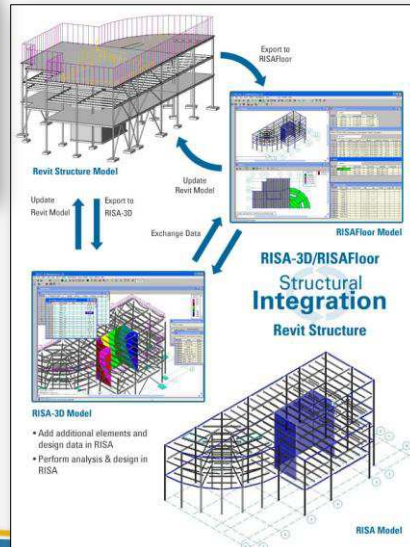 Export to
RISAFloor
Revit Structure Model
Update
Revit Model
Update
Revit Model
Export to
RISA-3D
Exchange Data
RISAFloor Model
RISA-3D/RISAFloor
Structural
Integration
Revit Structure
RISA-3D Model
• Add additional elements and
design data in RISA
• Perform analysis & design in
RISA
RISA Model